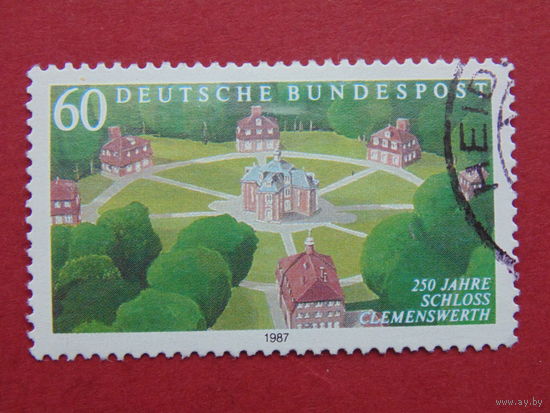 60 DEUTSCHE BUNDESPOST
250 JAHRE
SCHLOSS
CLEMENSWERTH
1987
www.ay.by